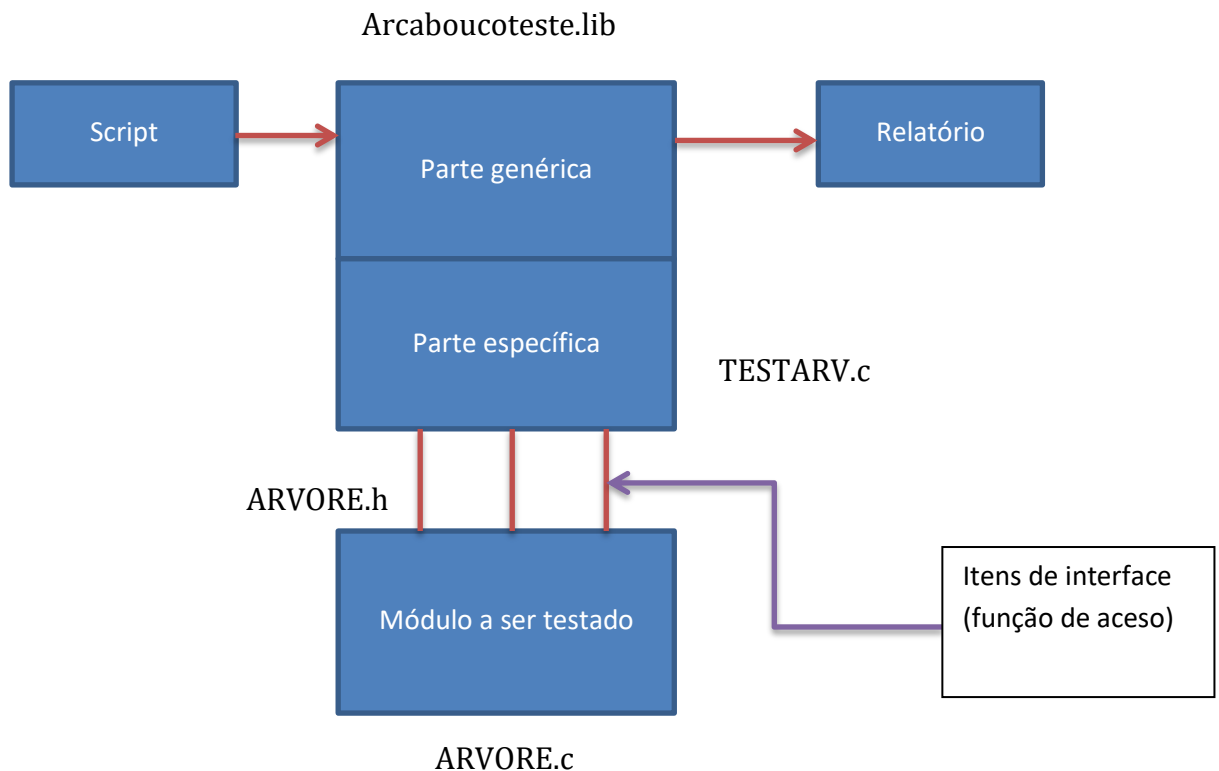 Arcaboucoteste.lib
Script
Parte genérica
Relatório
Parte específica
TESTARV.c
ARVORE.h
Itens de interface
(função de aceso)
Módulo a ser testado
ARVORE.c